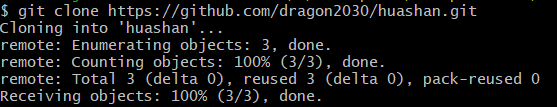 $ git clone https://github.com/dragon2030/huashan.git
Cloning into 'huashan'...
remote: Enumerating objects: 3, done.
remote: Counting objects: 100% (3/3), done.
remote: Total 3 (delta 0), reused 3 (delta 0), pack-reused 0
Receiving objects: 100% (3/3), done.